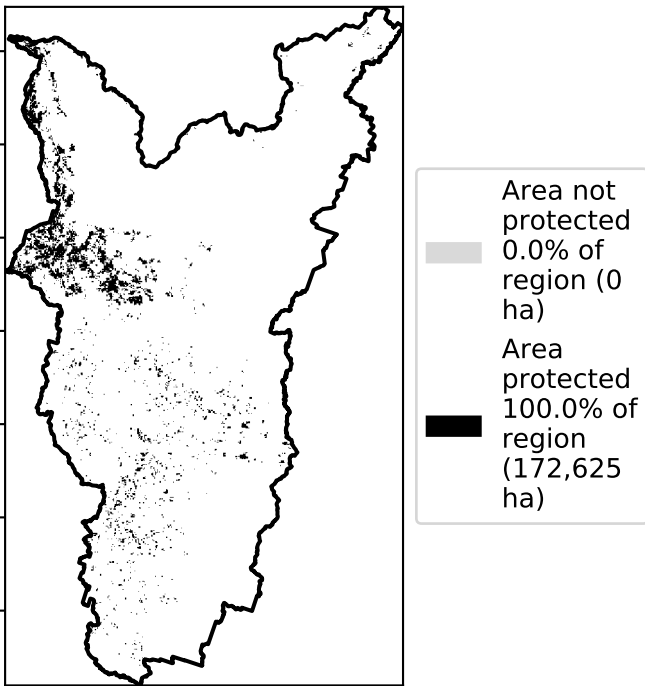 Area not
protected
0.0% of
region (0
ha)
Area
protected
100.0% of
region
(172,625
ha)